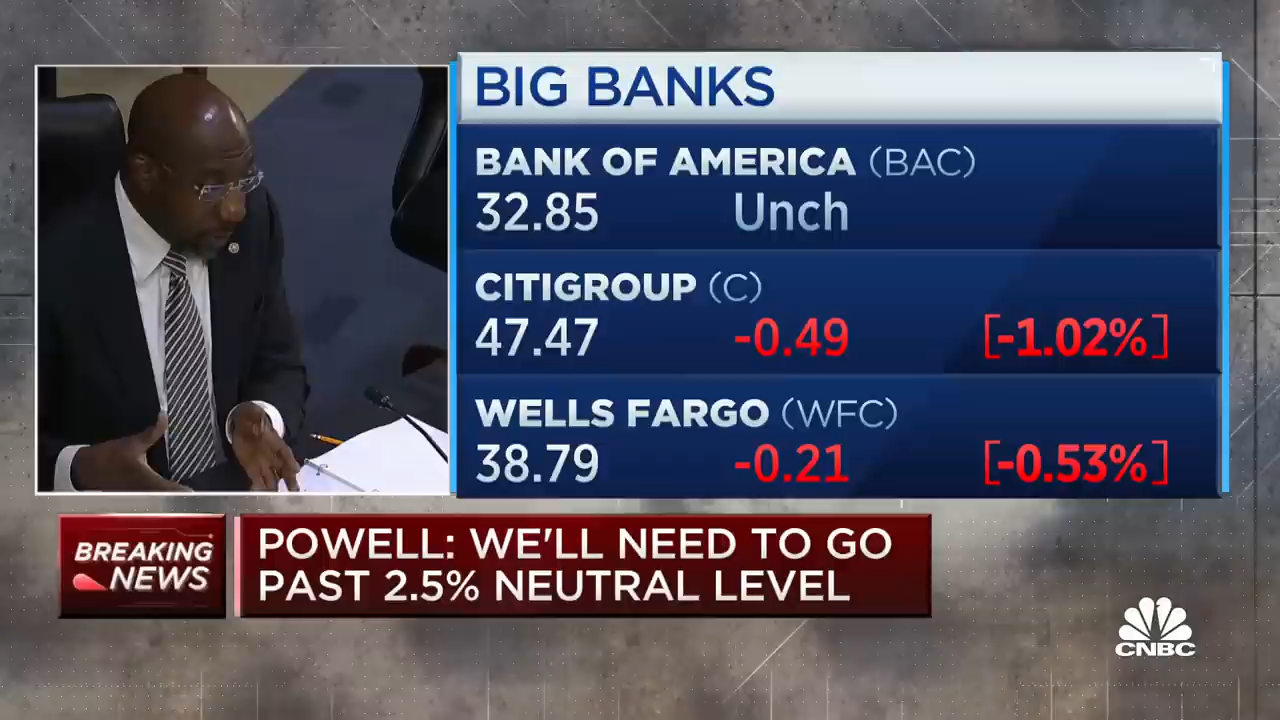 BIG BANKS
BANK OF AMERICA (BAC)
32.85 Unch
CITIGROUP (C)
47.47 -0.49 [-1.02%]
WELLS FARGO (WFC)
38.79 -0.21 [-0.53%]
BREAKING
NEWS
POWELL: WE'LL NEED TO GO
PAST 2.5% NEUTRAL LEVEL
CNBC